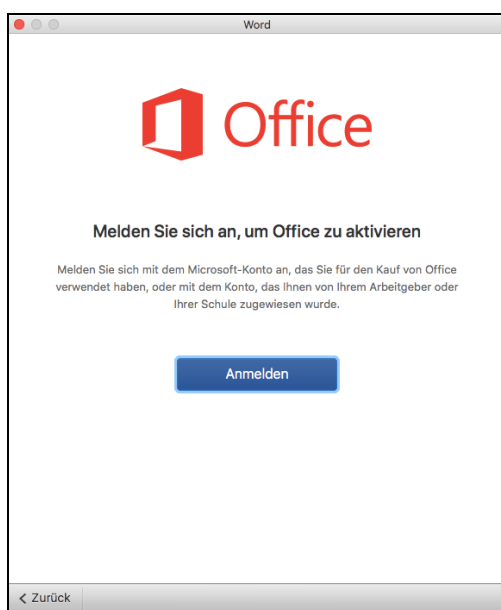 Word
Office
Melden Sie sich an, um Office zu aktivieren
Melden Sie sich mit dem Microsoft-Konto an, das Sie für den Kauf von Office
verwendet haben, oder mit dem Konto, das Ihnen von Ihrem Arbeitgeber oder
Ihrer Schule zugewiesen wurde.
Anmelden
Zurück